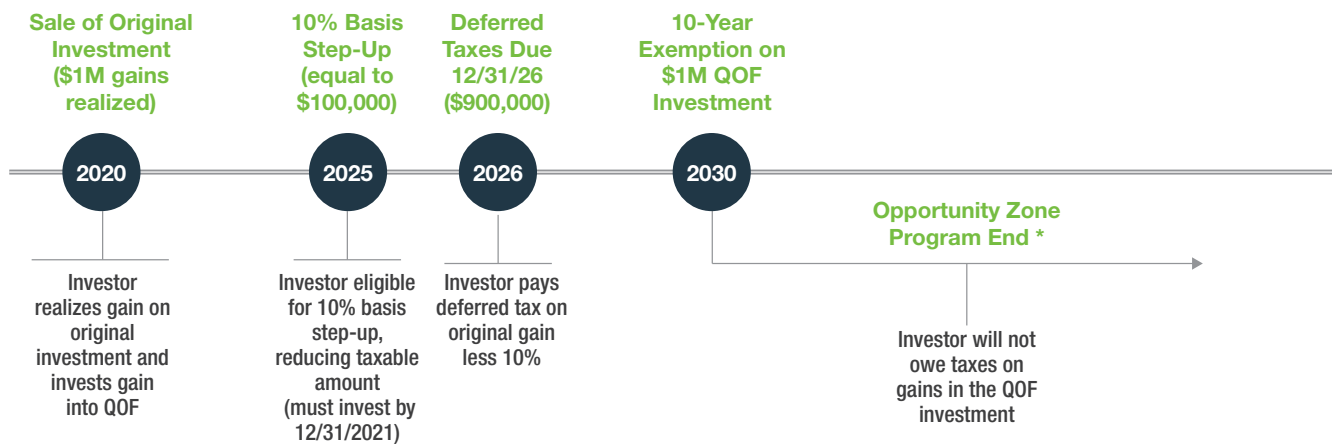 Sale of Original
Investment
($1M gains
realized)
10% Basis
Step-Up
(equal to
$100,000)
Deferred
Taxes Due
12/31/26
($900,000)
10-Year
Exemption on
$1M QOF
Investment
2020
2025
2026
2030
Opportunity Zone
Program End *
Investor
realizes gain on
original
investment and
invests gain
into QOF
Investor eligible
for 10% basis
step-up,
reducing taxable
amount
(must invest by
12/31/2021)
Investor pays
deferred tax on
original gain
less 10%
Investor will not
owe taxes on
gains in the QOF
investment